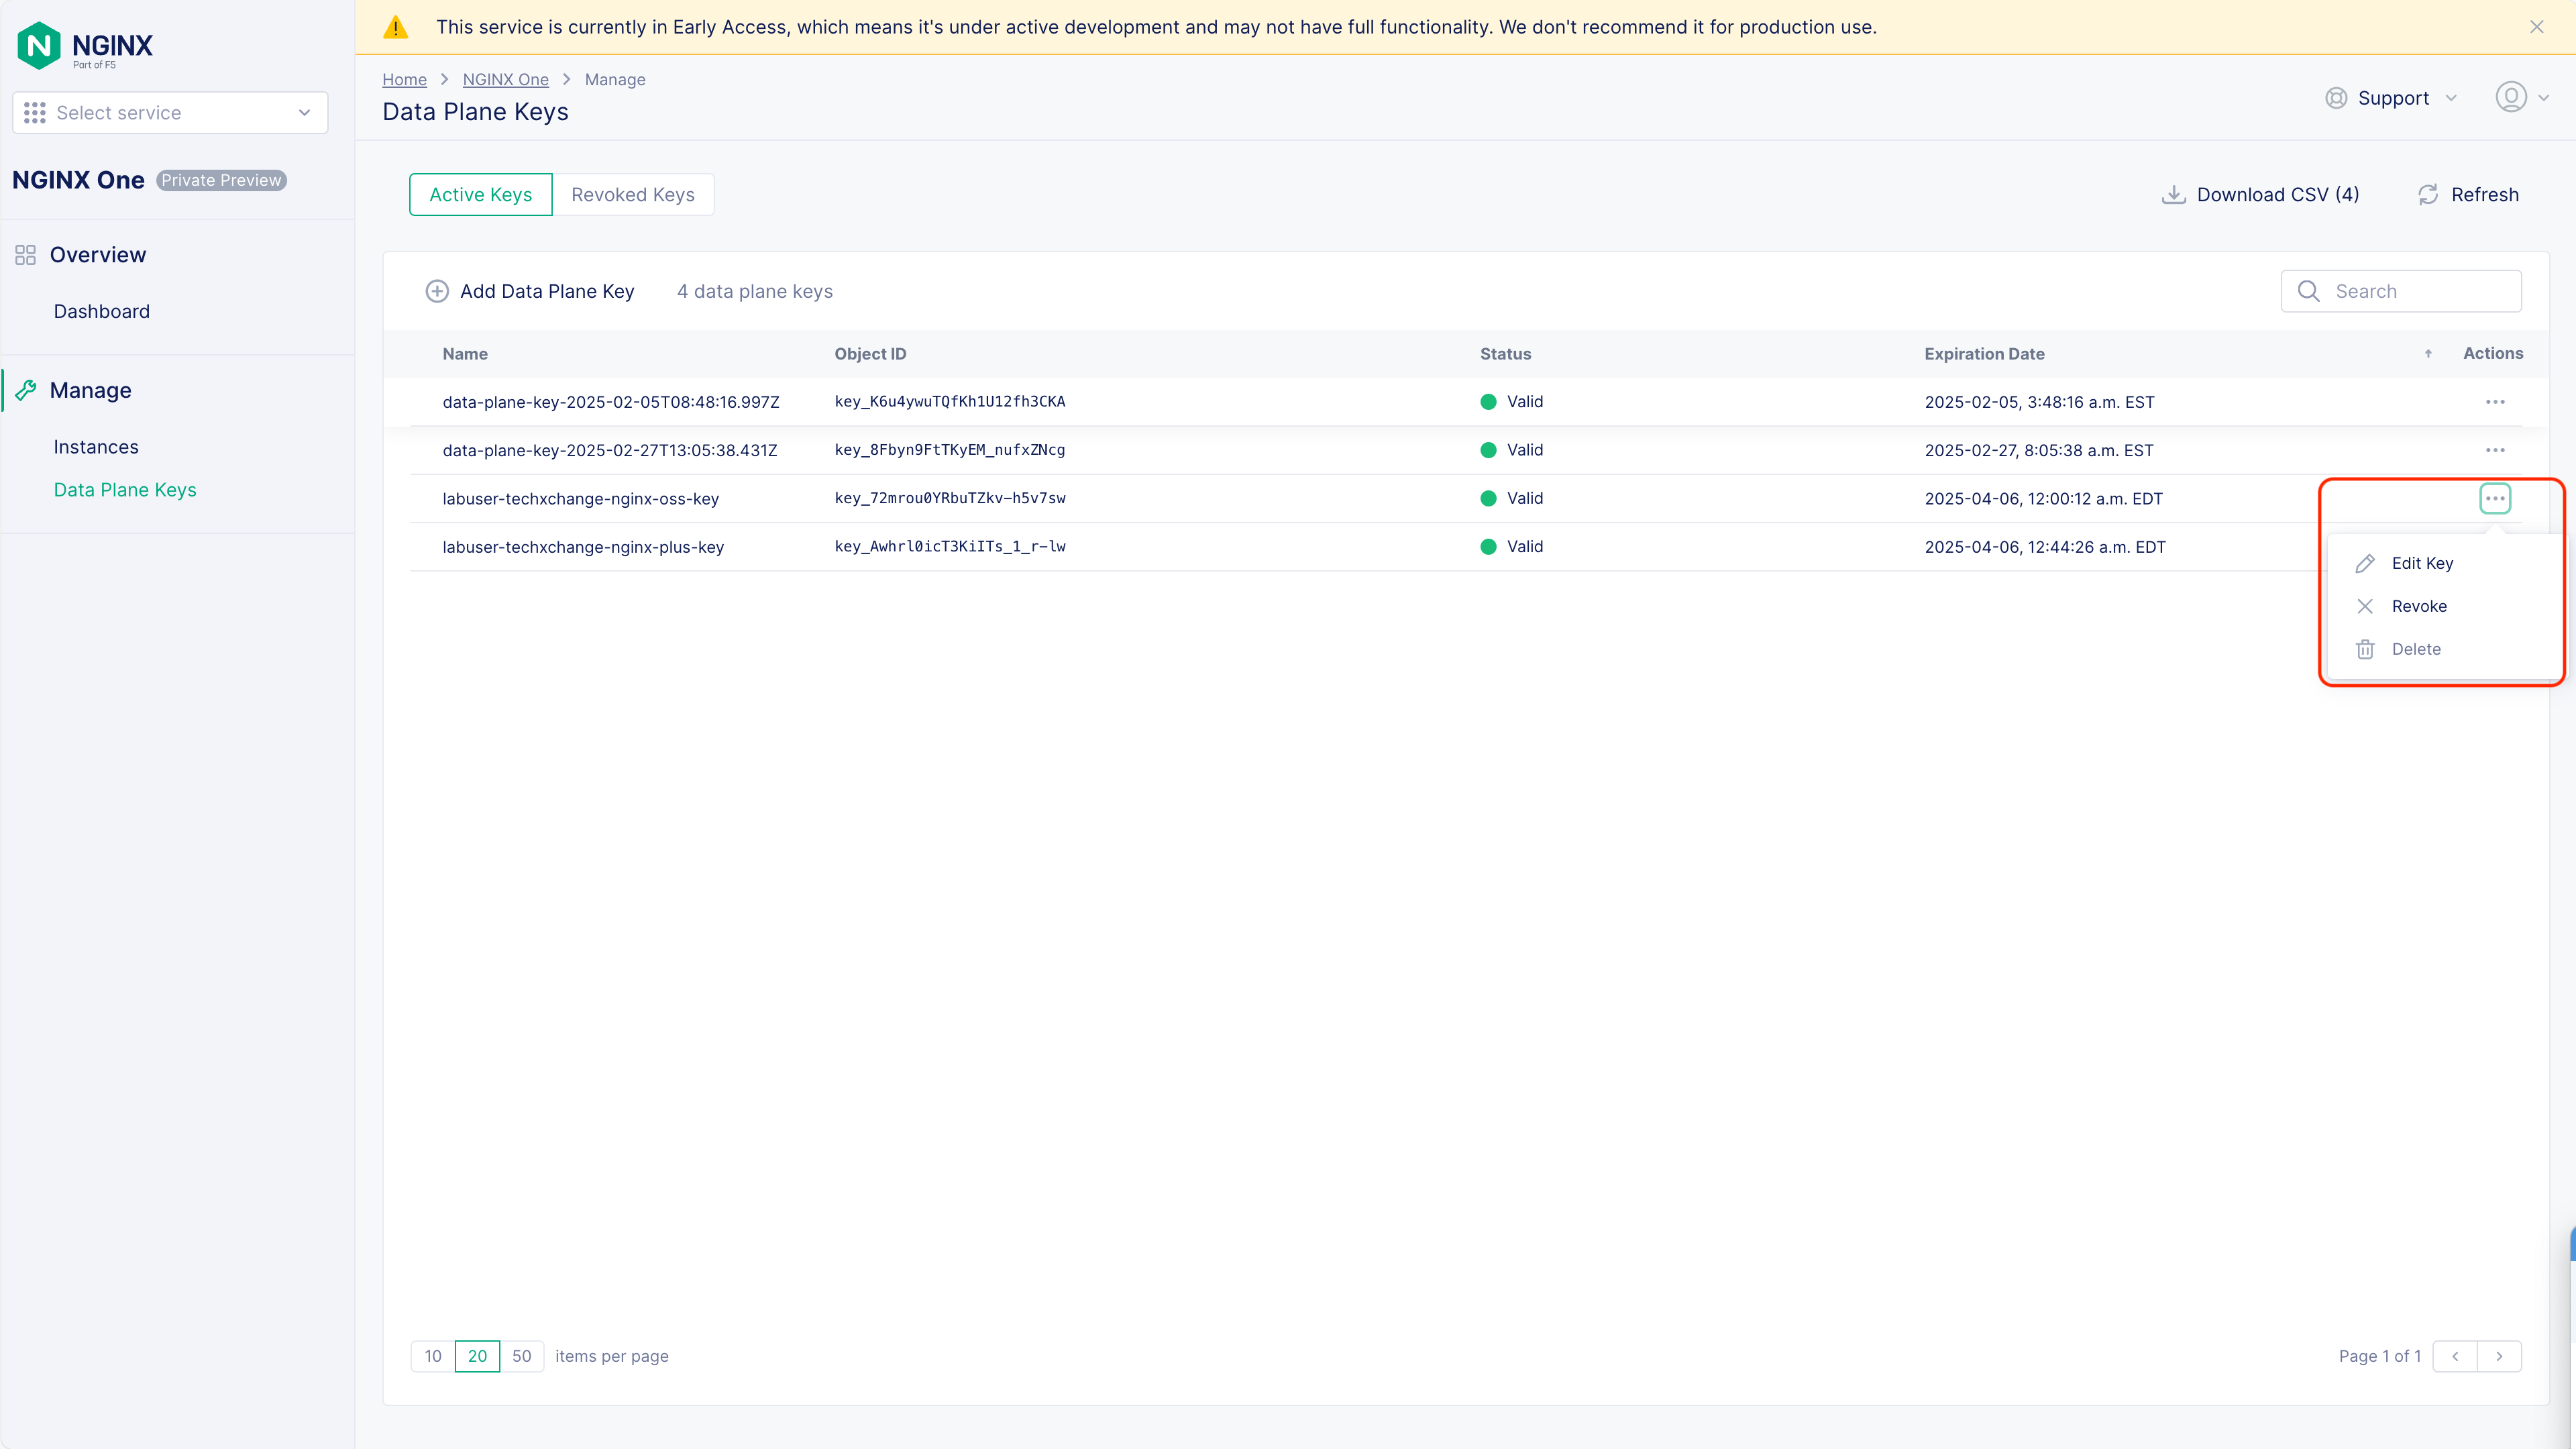 This service is currently in Early Access, which means it's under active development and may not have full functionality. We don't recommend it for production use.
N NGINX
Part of F5
Select service
NGINX One Private Preview
Overview
Dashboard
Manage
Instances
Data Plane Keys
Home > NGINX One > Manage
Data Plane Keys
Support
Active Keys Revoked Keys
Download CSV (4) Refresh
Add Data Plane Key 4 data plane keys
Search
Name Object ID Status Expiration Date Actions
data-plane-key-2025-02-05T08:48:16.997Z key_K6u4ywuTQfKh1U12fh3CKA Valid 2025-02-05, 3:48:16 a.m. EST
data-plane-key-2025-02-27T13:05:38.431Z key_8Fbyn9FtTKyEM_nufxZNcg Valid 2025-02-27, 8:05:38 a.m. EST
labuser-techxchange-nginx-oss-key key_72mrou0YRbuTZkv-h5v7sw Valid 2025-04-06, 12:00:12 a.m. EDT
labuser-techxchange-nginx-plus-key key_Awhrl0icT3KiITs_1_r-lw Valid 2025-04-06, 12:44:26 a.m. EDT
Edit Key
Revoke
Delete
10 20 50 items per page
Page 1 of 1